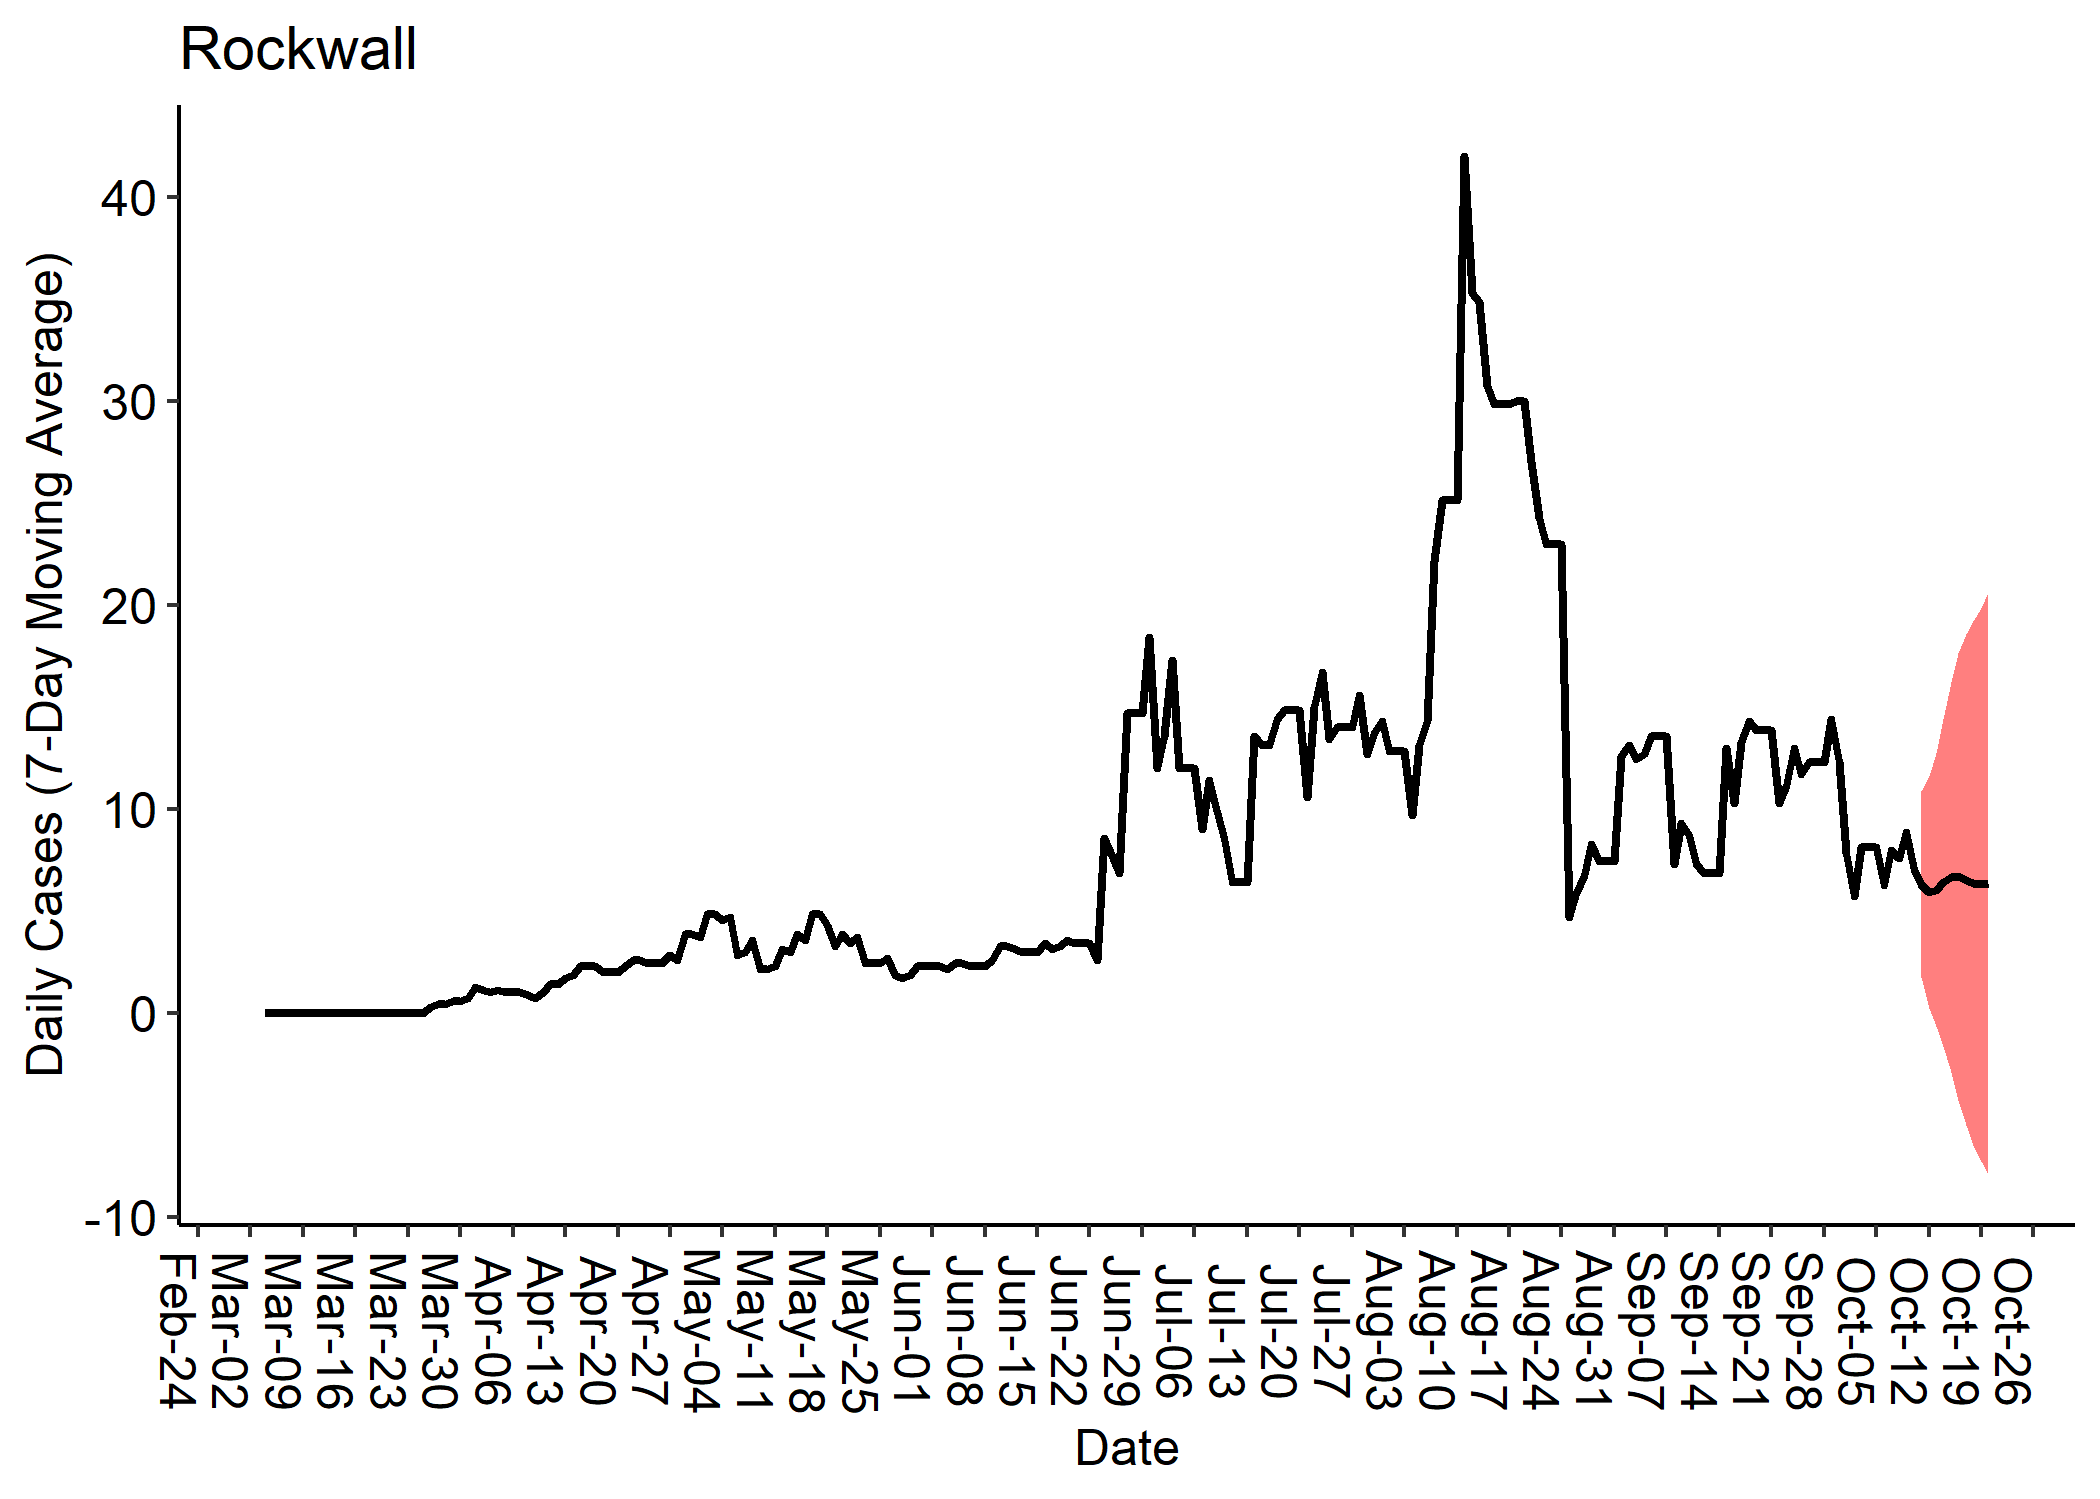 Rockwall
Daily Cases (7-Day Moving Average)
40
30
20
10
0
-10
Feb-24
Mar-02
Mar-09
Mar-16
Mar-23
Mar-30
Apr-06
Apr-13
Apr-20
Apr-27
May-04
May-11
May-18
May-25
Jun-01
Jun-08
Jun-15
Jun-22
Jun-29
Jul-06
Jul-13
Jul-20
Jul-27
Aug-03
Aug-10
Aug-17
Aug-24
Aug-31
Sep-07
Sep-14
Sep-21
Sep-28
Oct-05
Oct-12
Oct-19
Oct-26
Date